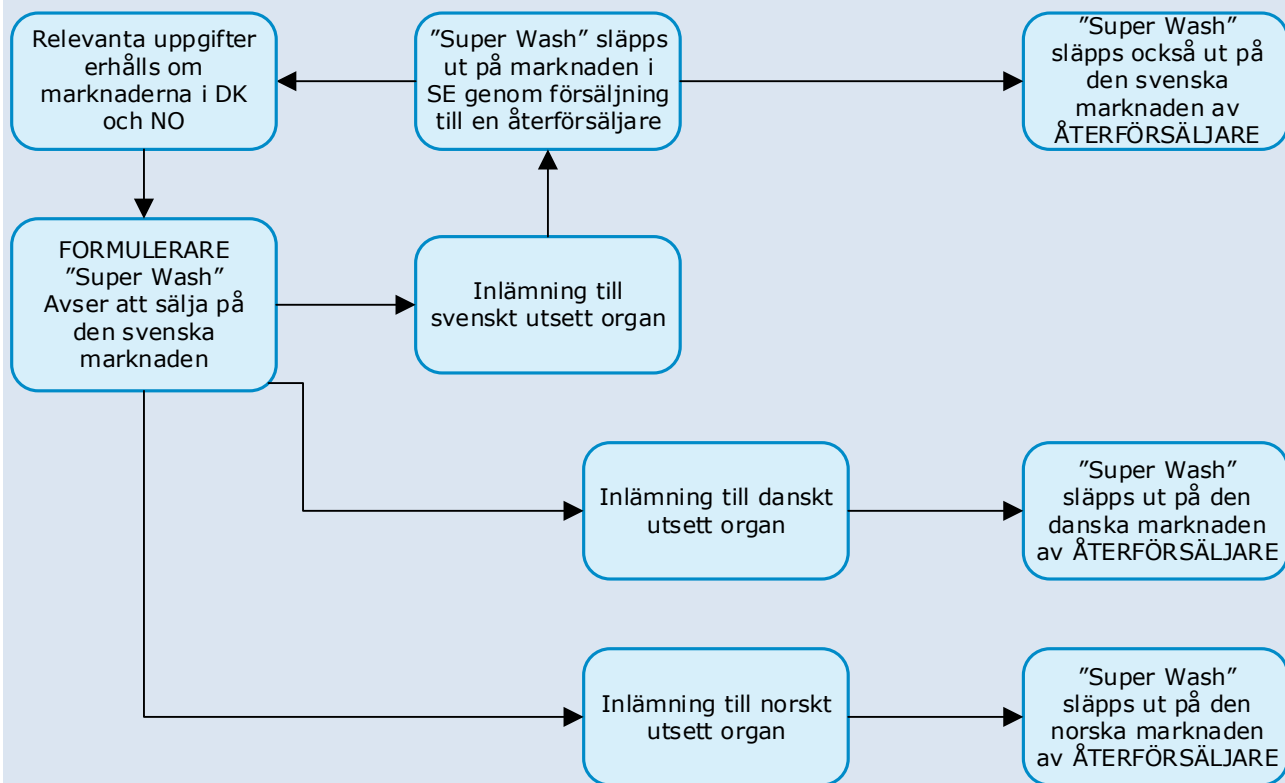 Relevanta uppgifter
erhålls om
marknaderna i DK
och NO
”Super Wash” släpps
ut på marknaden i
SE genom försäljning
till en återförsäljare
”Super Wash”
släpps också ut på
den svenska
marknaden av
ÅTERFÖRSÄLJARE
FORMULERARE
”Super Wash”
Avser att sälja på
den svenska
marknaden
Inlämning till
svenskt utsett organ
Inlämning till danskt
utsett organ
”Super Wash”
släpps ut på den
danska marknaden
av ÅTERFÖRSÄLJARE
Inlämning till norskt
utsett organ
”Super Wash”
släpps ut på den
norska marknaden
av ÅTERFÖRSÄLJARE